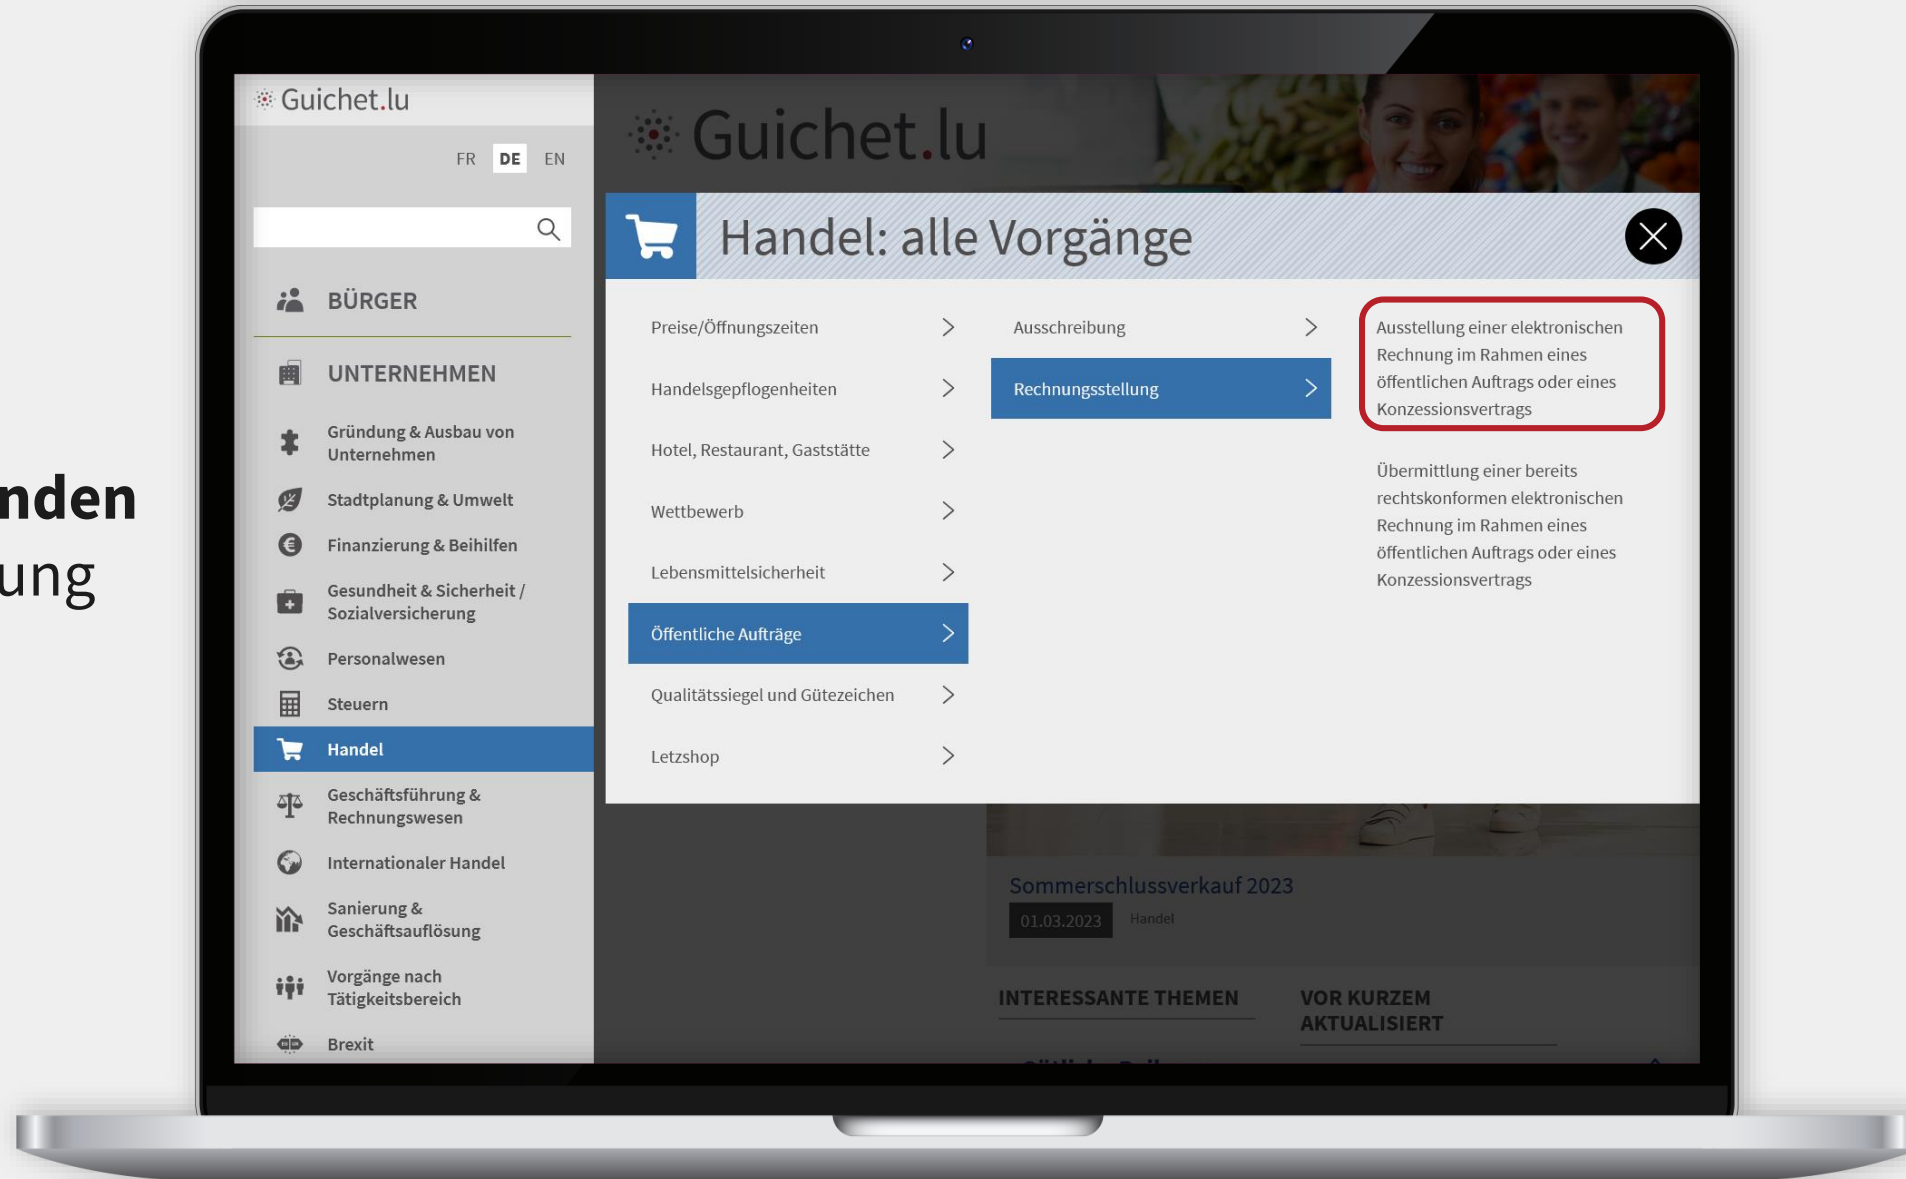 nden
ung
Guichet.lu
FR DE EN
BÜRGER
UNTERNEHMEN
Gründung & Ausbau von
Unternehmen
Stadtplanung & Umwelt
Finanzierung & Beihilfen
Gesundheit & Sicherheit /
Sozialversicherung
Personalwesen
Steuern
Handel
Geschäftsführung &
Rechnungswesen
Internationaler Handel
Sanierung &
Geschäftsauflösung
Vorgänge nach
Tätigkeitsbereich
Brexit
Guichet.lu
Handel: alle Vorgänge
Preise/Öffnungszeiten
Handelsgepflogenheiten
Hotel, Restaurant, Gaststätte
Wettbewerb
Lebensmittelsicherheit
Öffentliche Aufträge
Qualitätssiegel und Gütezeichen
Letzshop
Ausschreibung
Rechnungsstellung
Ausstellung einer elektronischen
Rechnung im Rahmen eines
öffentlichen Auftrags oder eines
Konzessionsvertrags
Übermittlung einer bereits
rechtskonformen elektronischen
Rechnung im Rahmen eines
öffentlichen Auftrags oder eines
Konzessionsvertrags
Sommerschlussverkauf 2023
01.03.2023 Handel
INTERESSANTE THEMEN
VOR KURZEM
AKTUALISIERT